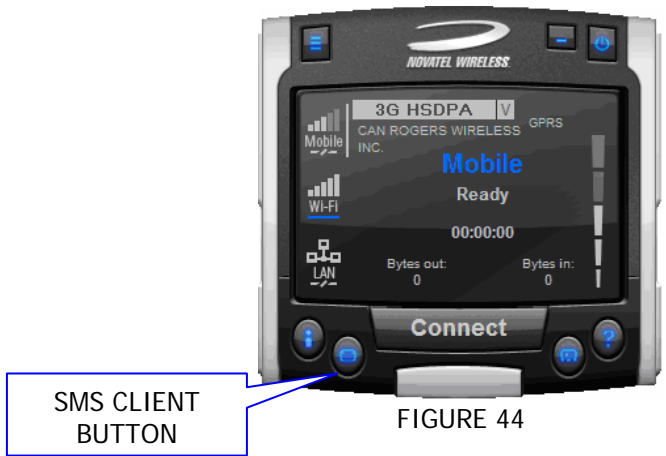 NOVATEL WIRELESS
3G HSDPA V
GPRS
CAN ROGERS WIRELESS
INC.
Mobile
Mobile
Ready
Wi-Fi
00:00:00
LAN
Bytes out:
0
Bytes in:
0
Connect
?
SMS CLIENT
BUTTON
FIGURE 44